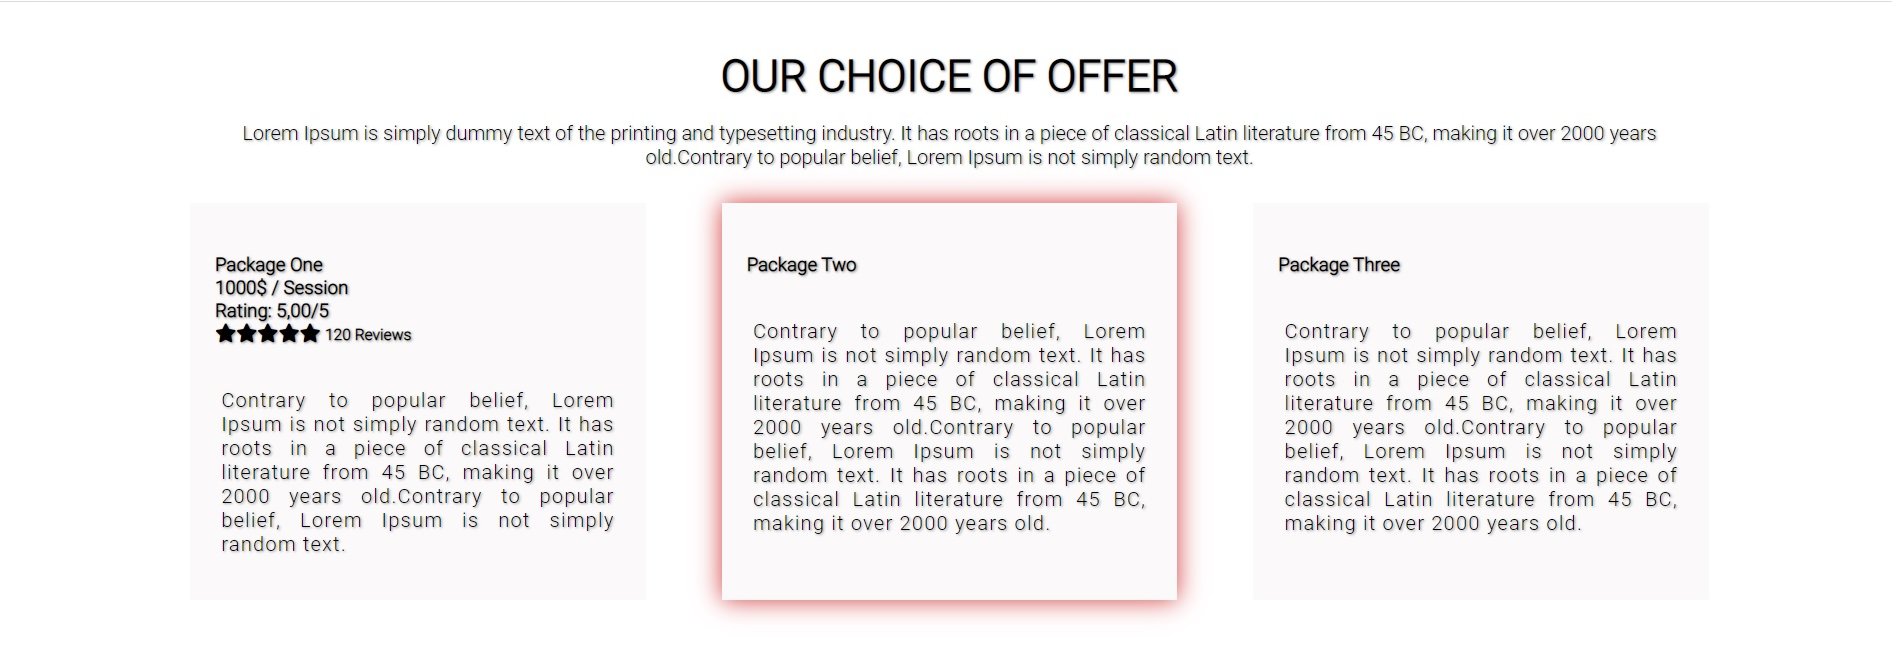 OUR CHOICE OF OFFER
Lorem Ipsum is simply dummy text of the printing and typesetting industry. It has roots in a piece of classical Latin literature from 45 BC, making it over 2000 years
old.Contrary to popular belief, Lorem Ipsum is not simply random text.
Package One
1000$ / Session
Rating: 5,00/5
120 Reviews
Contrary to popular belief, Lorem
Ipsum is not simply random text. It has
roots in a piece of classical Latin
literature from 45 BC, making it over
2000 years old.Contrary to popular
belief, Lorem Ipsum is not simply
random text.
Package Two
Contrary to popular belief, Lorem
Ipsum is not simply random text. It has
roots in a piece of classical Latin
literature from 45 BC, making it over
2000 years old.Contrary to popular
belief, Lorem Ipsum is not simply
random text. It has roots in a piece of
classical Latin literature from 45 BC,
making it over 2000 years old.
Package Three
Contrary to popular belief, Lorem
Ipsum is not simply random text. It has
roots in a piece of classical Latin
literature from 45 BC, making it over
2000 years old.Contrary to popular
belief, Lorem Ipsum is not simply
random text. It has roots in a piece of
classical Latin literature from 45 BC,
making it over 2000 years old.